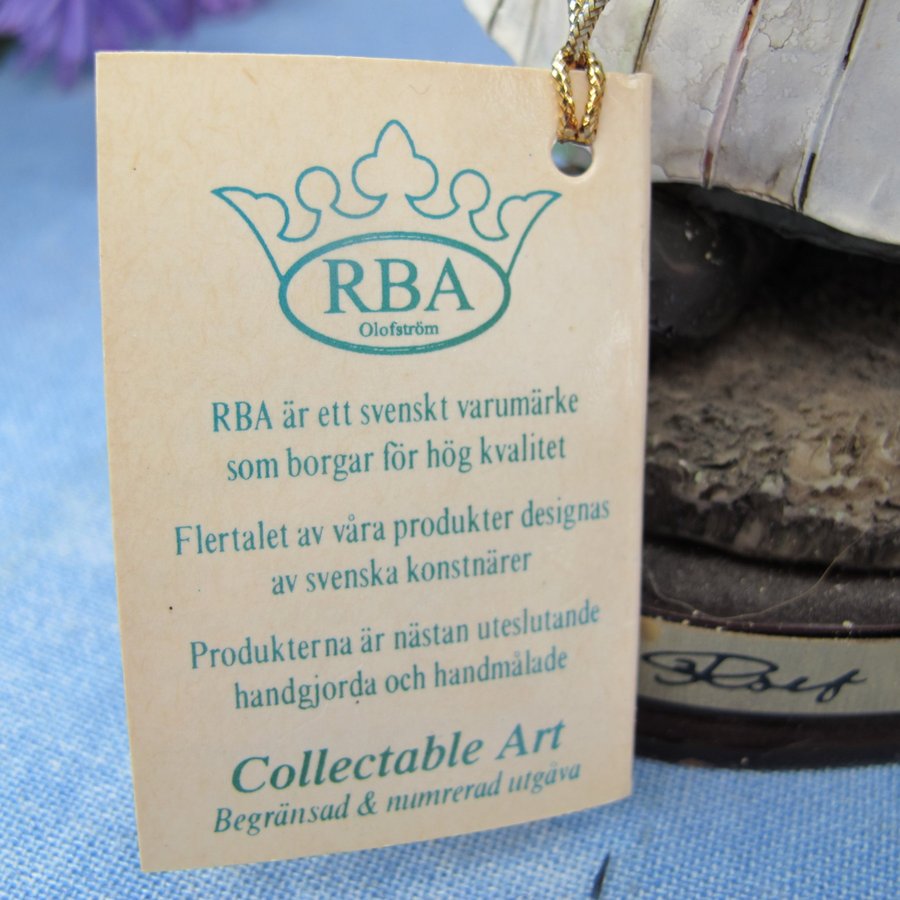 RBA
Olofström
RBA är ett svenskt varumärke
som borgar för hög kvalitet
Flertalet av våra produkter designas
av svenska konstnärer
Produkterna är nästan uteslutande
handgjorda och handmålade
Collectable Art
Begränsad & numrerad utgåva